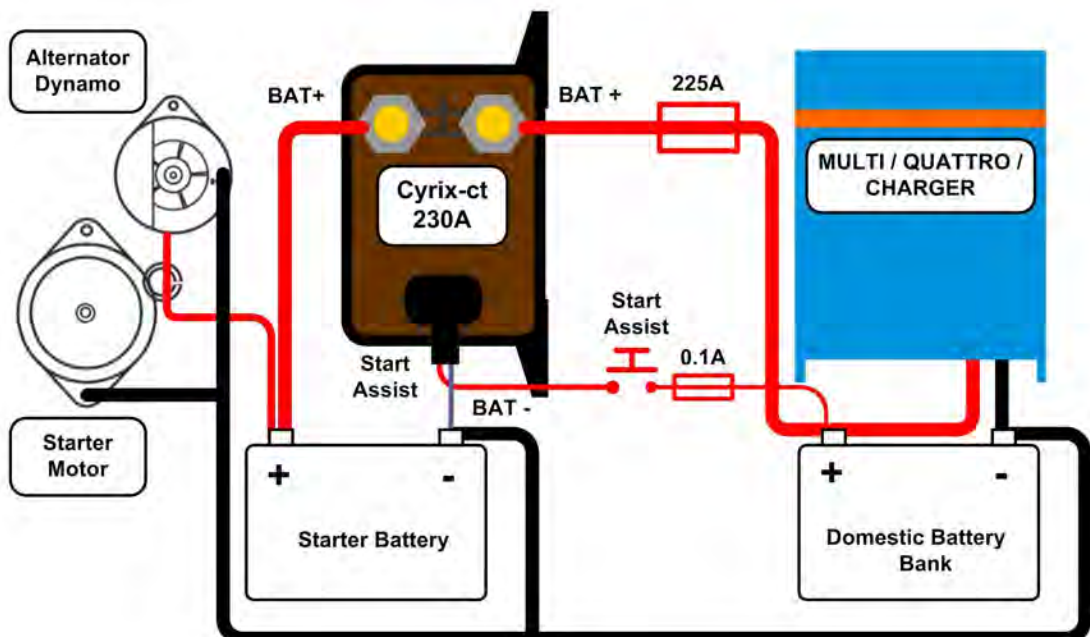 Alternator
Dynamo
BAT+
BAT +
225A
MULTI / QUATTRO /
CHARGER
Cyrix-ct
230A
Start
Assist
Start
Assist
0.1A
BAT -
Starter
Motor
+
-
Starter Battery
+
-
Domestic Battery
Bank